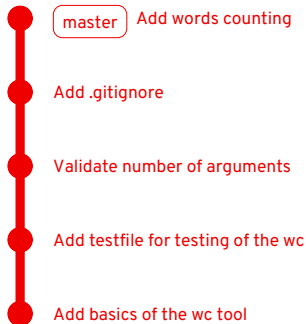 master Add words counting
Add .gitignore
Validate number of arguments
Add testfile for testing of the wc
Add basics of the wc tool